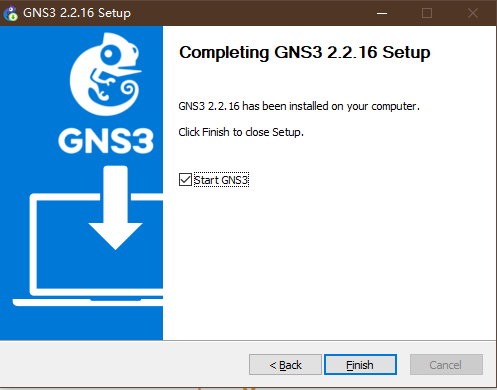 GNS3 2.2.16 Setup
Completing GNS3 2.2.16 Setup
GNS3
GNS3 2.2.16 has been installed on your computer.
Click Finish to close Setup.
Start GNS3
< Back
Finish
Cancel